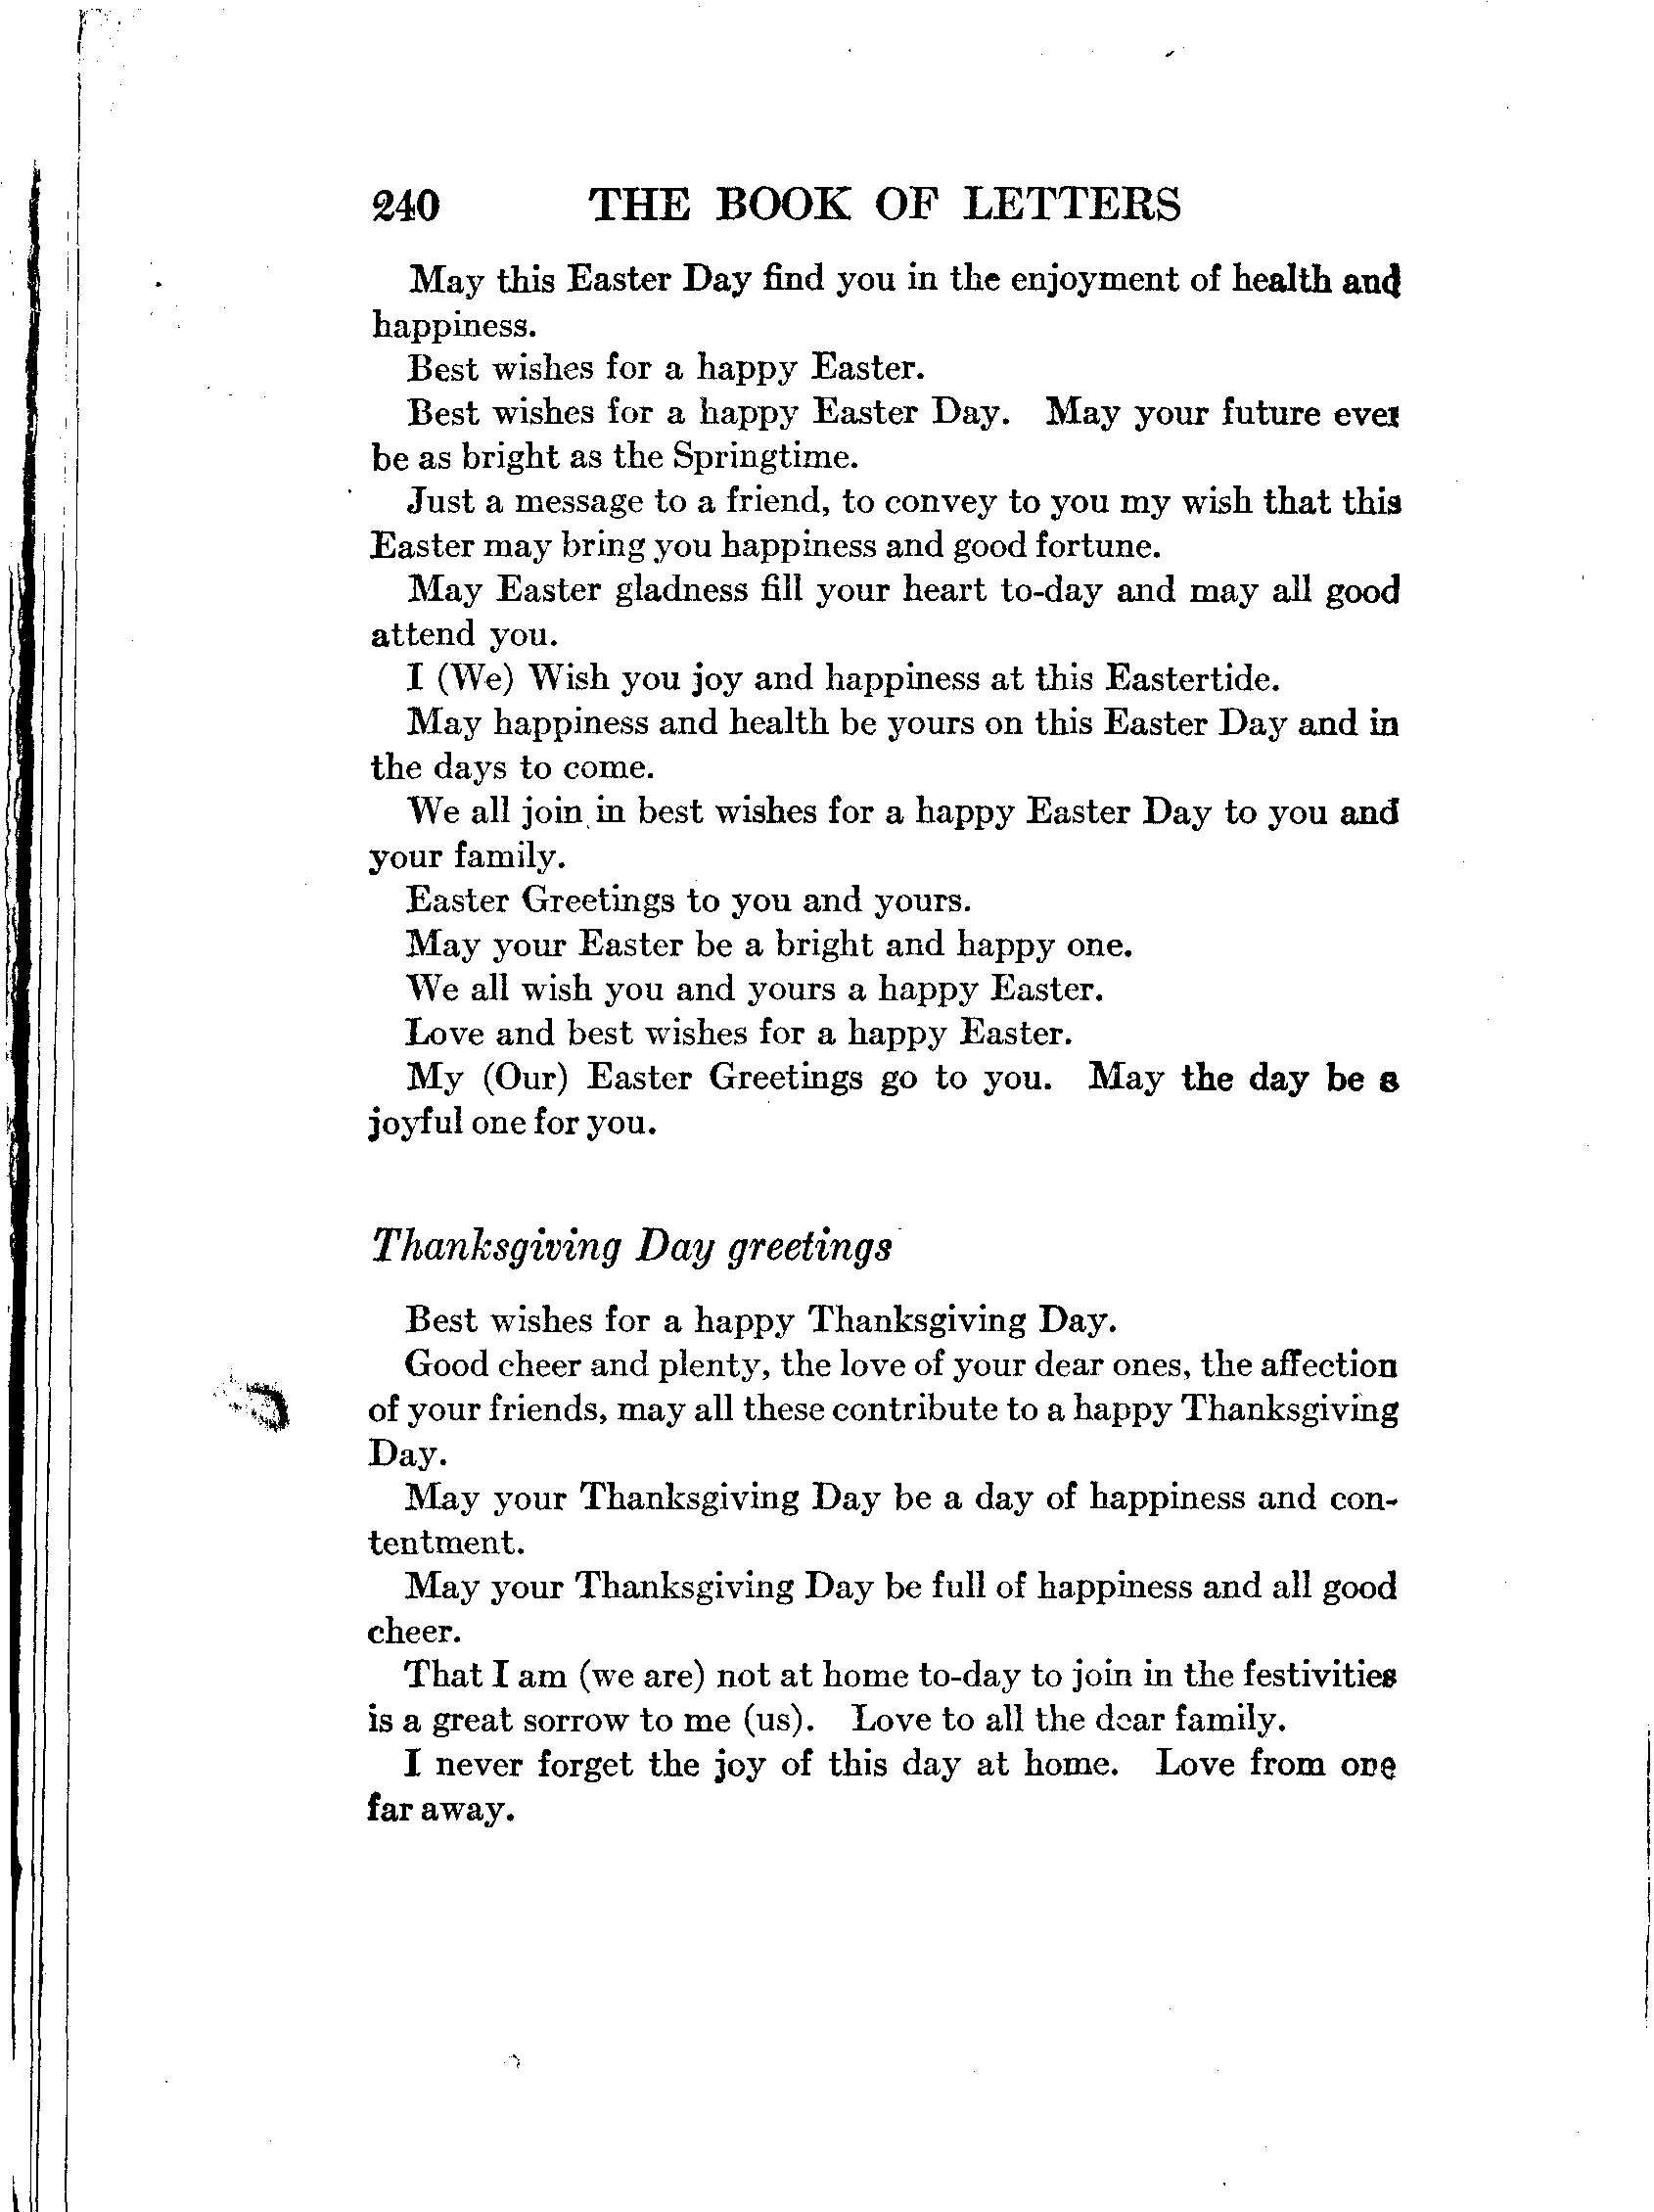 240 THE BOOK OF LETTERS
May this Easter Day find you in the enjoyment of health and
happiness.
Best wishes for a happy Easter.
Best wishes for a happy Easter Day. May your future ever
be as bright as the Springtime.
Just a message to a friend, to convey to you my wish that this
Easter may bring you happiness and good fortune.
May Easter gladness fill your heart to-day and may all good
attend you.
I (We) Wish you joy and happiness at this Eastertide.
May happiness and health be yours on this Easter Day and in
the days to come.
We all join in best wishes for a happy Easter Day to you and
your family.
Easter Greetings to you and yours.
May your Easter be a bright and happy one.
We all wish you and yours a happy Easter.
Love and best wishes for a happy Easter.
My (Our) Easter Greetings go to you. May the day be a
joyful one for you.
Thanksgiving Day greetings
Best wishes for a happy Thanksgiving Day.
Good cheer and plenty, the love of your dear ones, the affection
of your friends, may all these contribute to a happy Thanksgiving
Day.
May your Thanksgiving Day be a day of happiness and con-
tentment.
May your Thanksgiving Day be full of happiness and all good
cheer.
That I am (we are) not at home to-day to join in the festivities
is a great sorrow to me (us). Love to all the dear family.
I never forget the joy of this day at home. Love from one
far away.